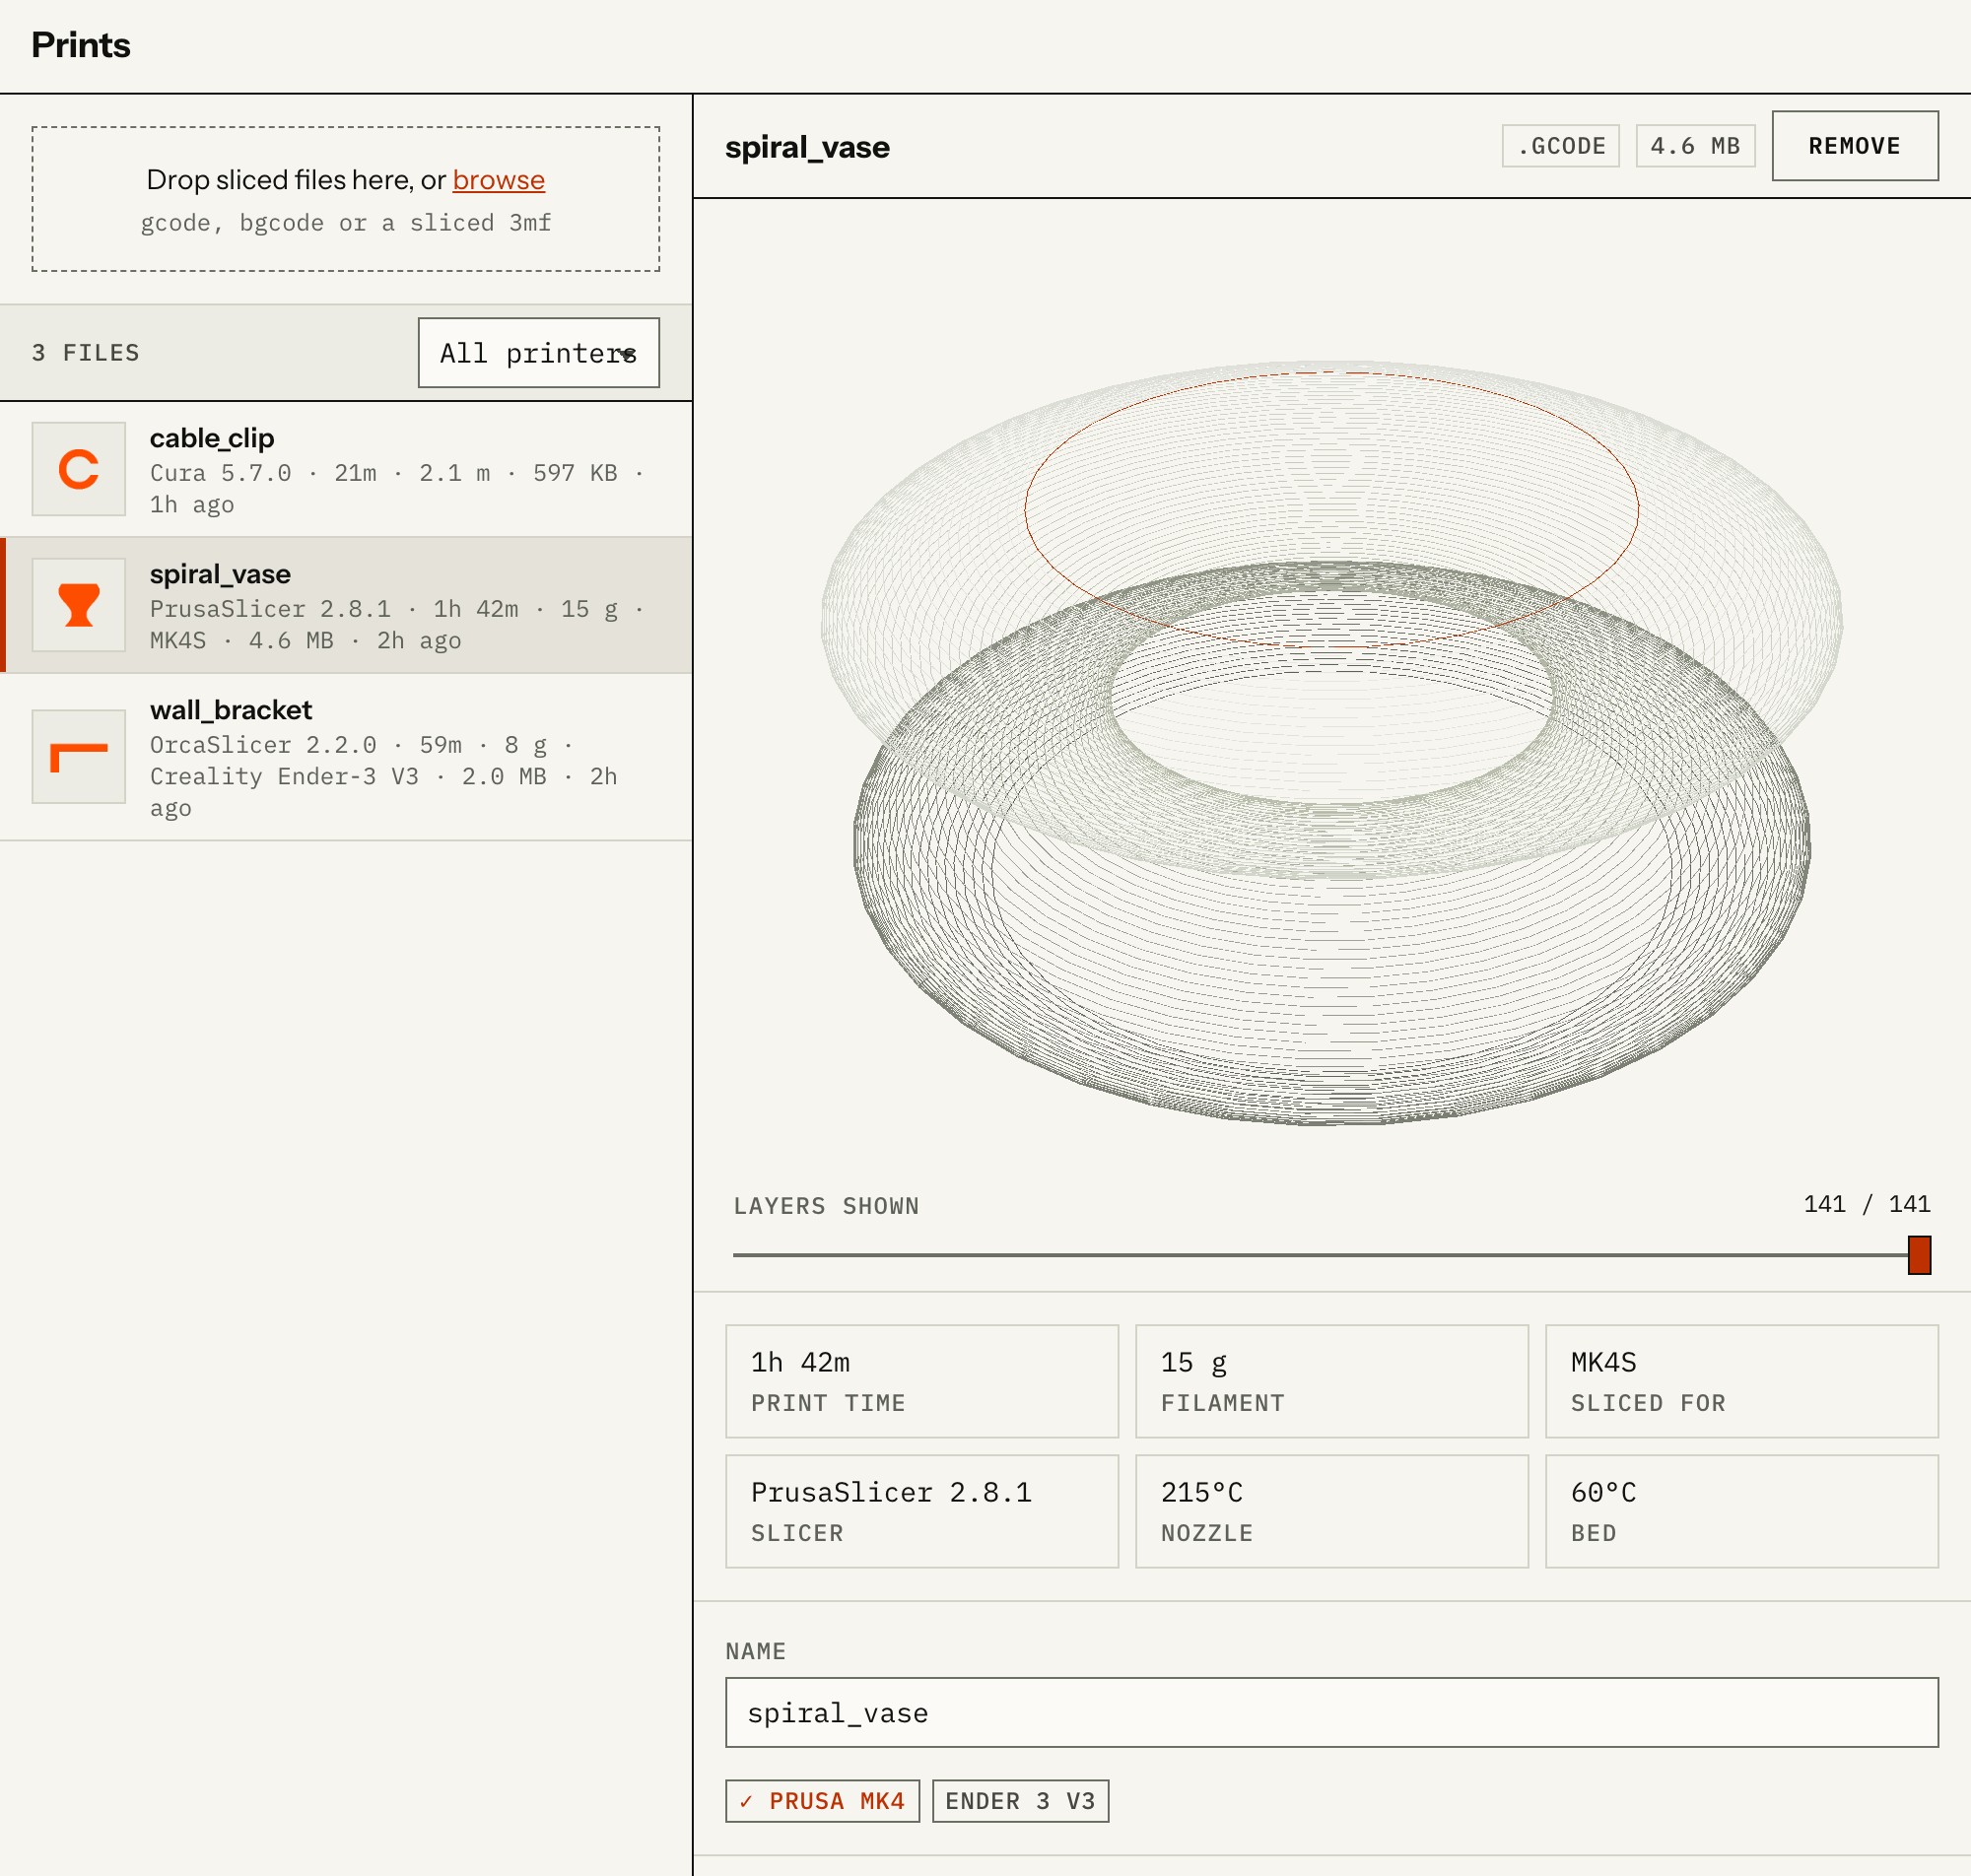 Prints
Drop sliced files here, or browse
gcode, bgcode or a sliced 3mf
3 FILES
All printers
cable_clip
Cura 5.7.0 · 21m · 2.1 m · 597 KB ·
1h ago
spiral_vase
PrusaSlicer 2.8.1 · 1h 42m · 15 g ·
MK4S · 4.6 MB · 2h ago
wall_bracket
OrcaSlicer 2.2.0 · 59m · 8 g ·
Creality Ender-3 V3 · 2.0 MB · 2h
ago
spiral_vase
.GCODE
4.6 MB
REMOVE
LAYERS SHOWN
141 / 141
1h 42m
PRINT TIME
15 g
FILAMENT
MK4S
SLICED FOR
PrusaSlicer 2.8.1
SLICER
215°C
NOZZLE
60°C
BED
NAME
spiral_vase
✓ PRUSA MK4
ENDER 3 V3